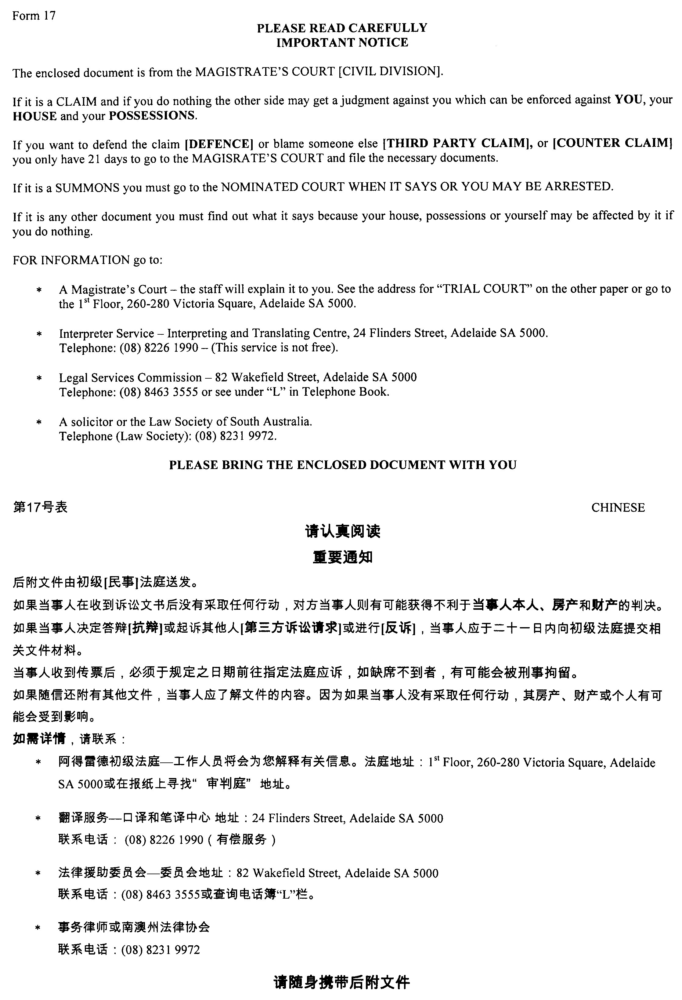 Form 17
PLEASE READ CAREFULLY
IMPORTANT NOTICE
The enclosed document is from the MAGISTRATE'S COURT [CIVIL DIVISION].
If it is a CLAIM and if you do nothing the other side may get a judgment against you which can be enforced against YOU, your
HOUSE and your POSSESSIONS.
If you want to defend the claim [DEFENCE] or blame someone else [THIRD PARTY CLAIM], or [COUNTER CLAIM]
you only have 21 days to go to the MAGISRATE'S COURT and file the necessary documents.
If it is a SUMMONS you must go to the NOMINATED COURT WHEN IT SAYS OR YOU MAY BE ARRESTED.
If it is any other document you must find out what it says because your house, possessions or yourself may be affected by it if
you do nothing.
FOR INFORMATION go to:
* A Magistrate's Court – the staff will explain it to you. See the address for “TRIAL COURT” on the other paper or go to
the 1st Floor, 260-280 Victoria Square, Adelaide SA 5000.
* Interpreter Service – Interpreting and Translating Centre, 24 Flinders Street, Adelaide SA 5000.
Telephone: (08) 8226 1990 – (This service is not free).
* Legal Services Commission – 82 Wakefield Street, Adelaide SA 5000
Telephone: (08) 8463 3555 or see under “L” in Telephone Book.
* A solicitor or the Law Society of South Australia.
Telephone (Law Society): (08) 8231 9972.
PLEASE BRING THE ENCLOSED DOCUMENT WITH YOU
第17号表 CHINESE
请认真阅读
重要通知
后附文件由初级[民事]法庭送发。
如果当事人在收到诉讼文书后没有采取任何行动，对方当事人则有可能获得不利于当事人本人、房产和财产的判决。
如果当事人决定答辩[抗辩]或起诉其他人[第三方诉讼请求]或进行[反诉]，当事人应于二十一日内向初级法庭提交相
关文件材料。
当事人收到传票后，必须于规定之日期前往指定法庭应诉，如缺席不到者，有可能会被刑事拘留。
如果随信还附有其他文件，当事人应了解文件的内容。因为如果当事人没有采取任何行动，其房产、财产或个人有可
能会受到影响。
如需详情，请联系：
* 阿得雷德初级法庭—工作人员将会为您解释有关信息。法庭地址：1st Floor, 260-280 Victoria Square, Adelaide
SA 5000或在报纸上寻找“ 审判庭” 地址。
* 翻译服务—口译和笔译中心 地址：24 Flinders Street, Adelaide SA 5000
联系电话： (08) 8226 1990（有偿服务）
* 法律援助委员会—委员会地址：82 Wakefield Street, Adelaide SA 5000
联系电话：(08) 8463 3555或查询电话簿“L”栏。
* 事务律师或南澳州法律协会
联系电话：(08) 8231 9972
请随身携带后附文件